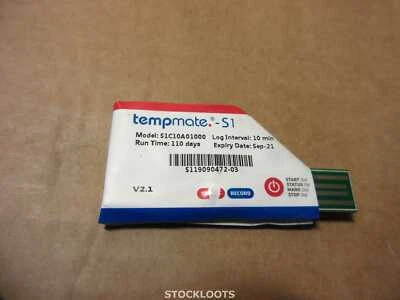 tempmate.®-S1
Model: S1C10A01000 Log Interval: 10 min
Run Time: 110 days Expiry Date: Sep-21
S119090472-03
V2.1
RECORD
START
STATUS
MARK
STOP
STOCKLOOTS